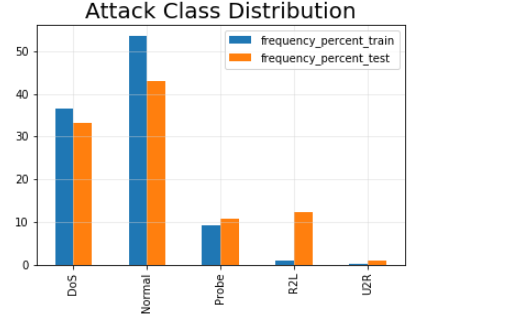 Attack Class Distribution
frequency_percent_train
frequency_percent_test
50
40
30
20
10
0
DoS
Normal
Probe
R2L
U2R